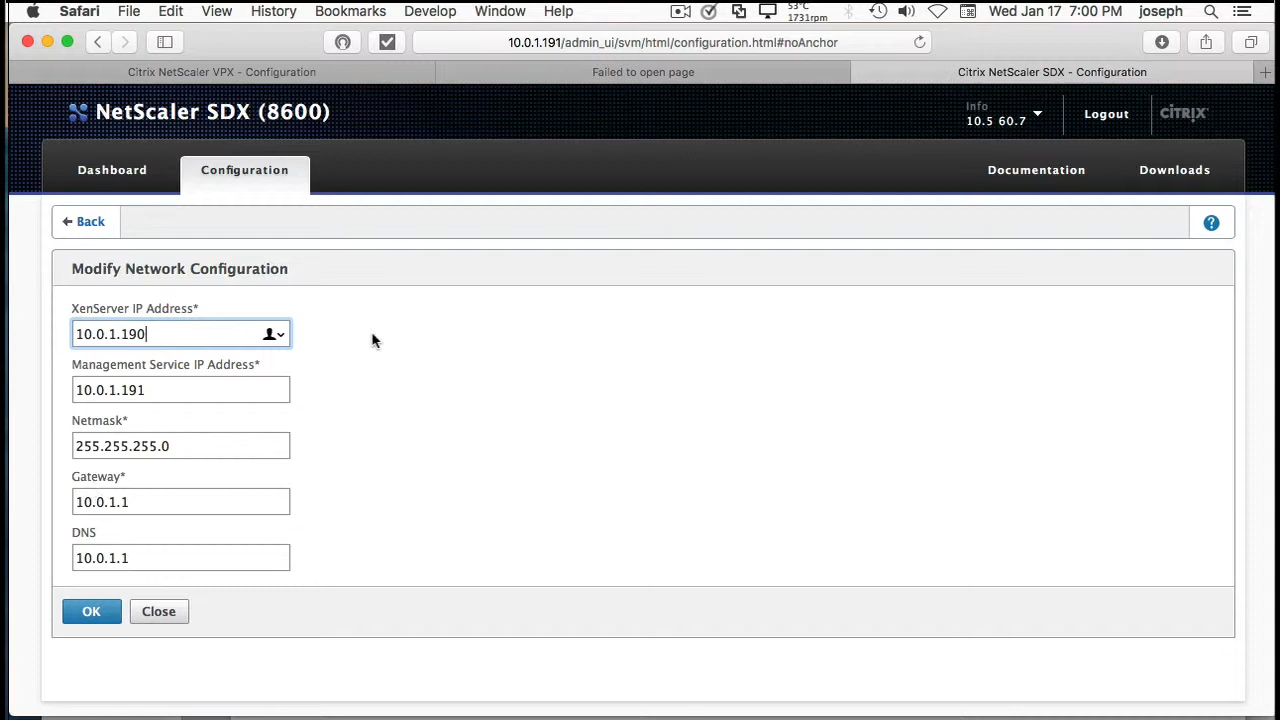 Safari File Edit View History Bookmarks Develop Window Help 53°C 1731rpm Wed Jan 17 7:00 PM joseph
10.0.1.191/admin_ui/svm/html/configuration.html#noAnchor
Citrix NetScaler VPX - Configuration Failed to open page Citrix NetScaler SDX - Configuration
NetScaler SDX (8600)
Info
10.5 60.7
Logout
CITRIX
Dashboard Configuration Documentation Downloads
Back
?
Modify Network Configuration
XenServer IP Address*
10.0.1.190
Management Service IP Address*
10.0.1.191
Netmask*
255.255.255.0
Gateway*
10.0.1.1
DNS
10.0.1.1
OK Close